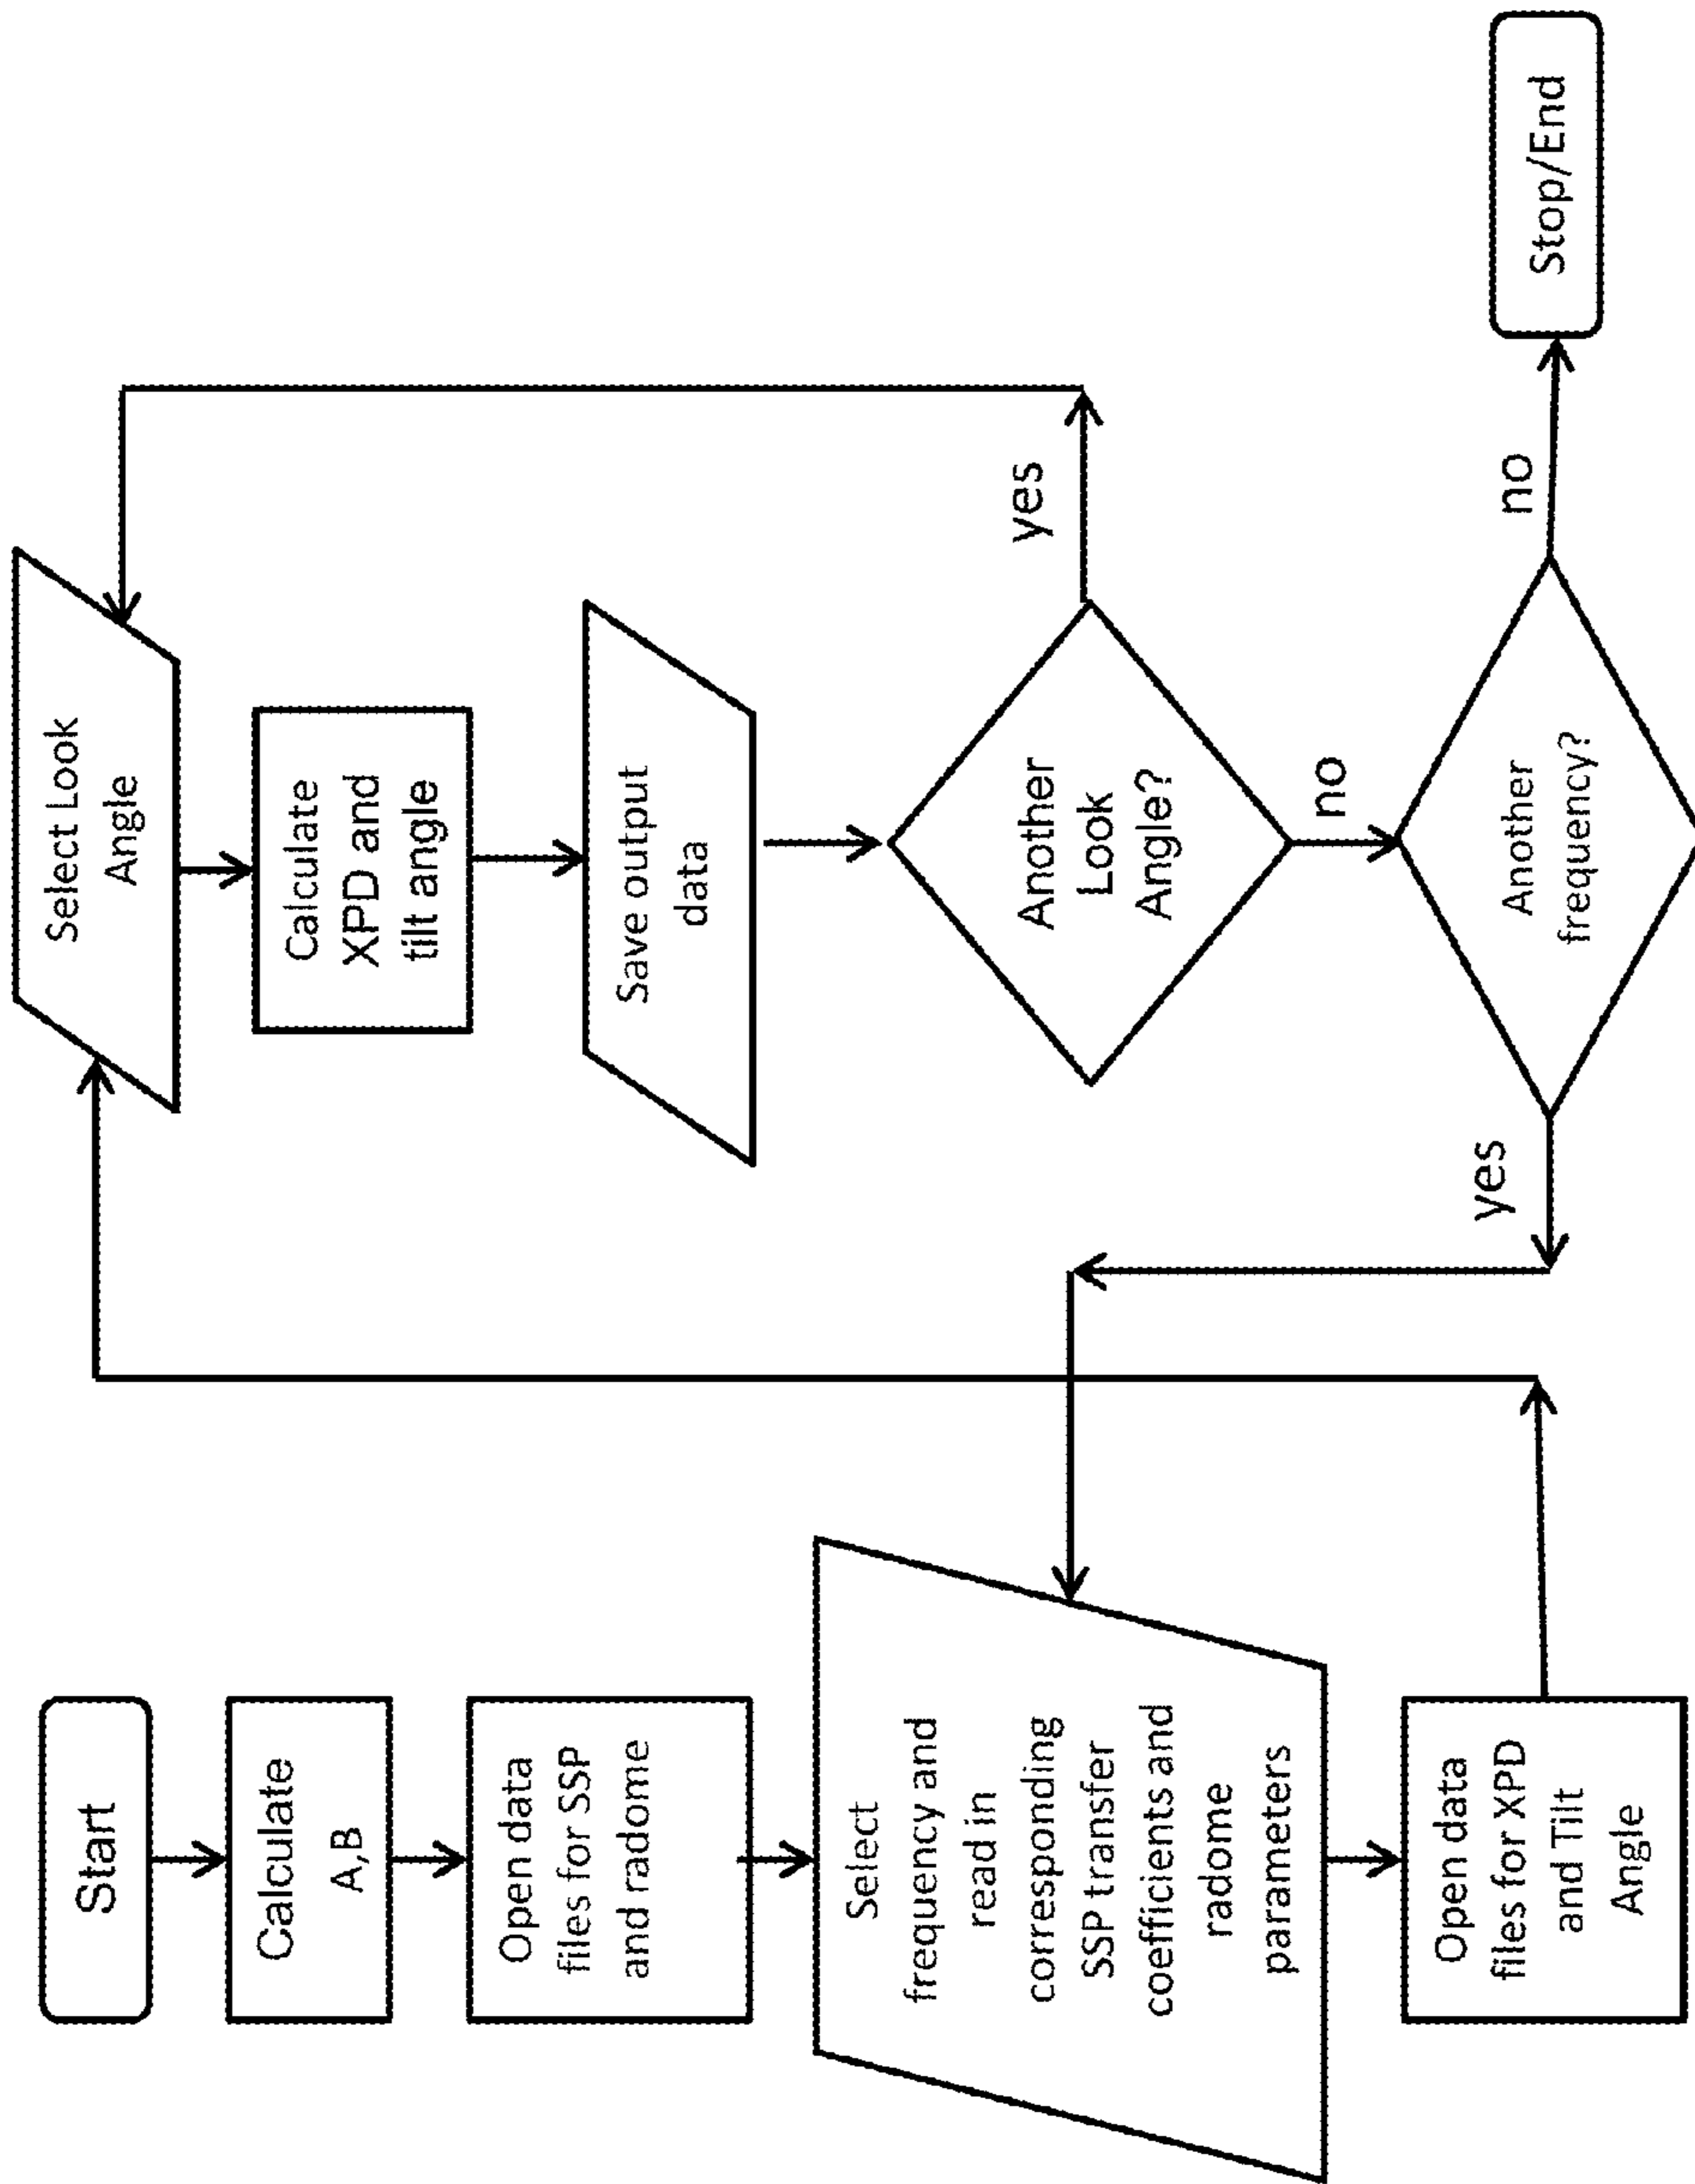 Start
Calculate
A,B
Open data
files for SSP
and radome
Select
frequency and
read in
corresponding
SSP transfer
coefficients and
radome
parameters
Open data
files for XPD
and Tilt
Angle
Select Look
Angle
Calculate
XPD and
tilt angle
Save output
data
Another
Look
Angle?
yes
no
Another
frequency?
yes
no
Stop/End